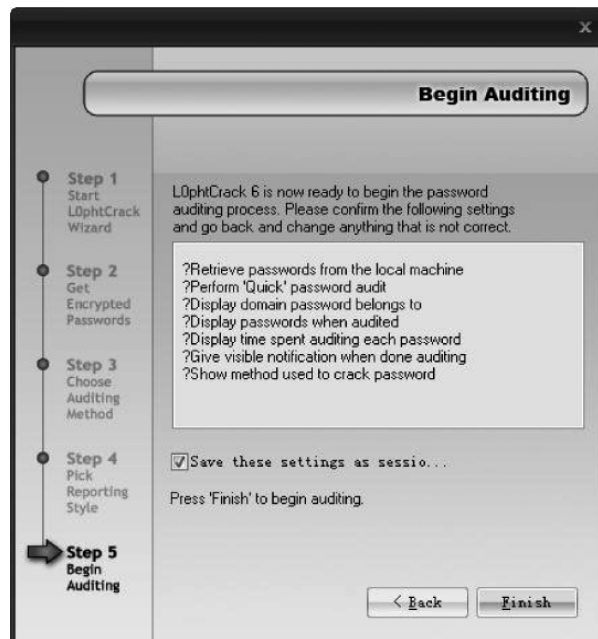 x
Begin Auditing
Step 1
Start
L0phtCrack
Wizard
Step 2
Get
Encrypted
Passwords
Step 3
Choose
Auditing
Method
Step 4
Pick
Reporting
Style
Step 5
Begin
Auditing
L0phtCrack 6 is now ready to begin the password
auditing process. Please confirm the following settings
and go back and change anything that is not correct.
?Retrieve passwords from the local machine
?Perform 'Quick' password audit
?Display domain password belongs to
?Display passwords when audited
?Display time spent auditing each password
?Give visible notification when done auditing
?Show method used to crack password
Save these settings as sessio...
Press 'Finish' to begin auditing.
< Back
Finish